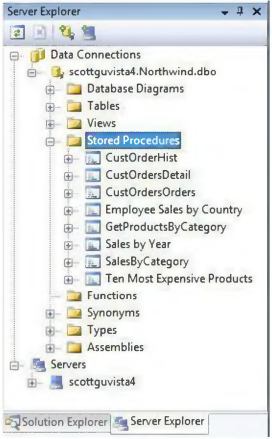 Server Explorer
Data Connections
scottguvista4.Northwind.dbo
Database Diagrams
Tables
Views
Stored Procedures
CustOrderHist
CustOrdersDetail
CustOrdersOrders
Employee Sales by Country
GetProductsByCategory
Sales by Year
SalesByCategory
Ten Most Expensive Products
Functions
Synonyms
Types
Assemblies
Servers
scottguvista4
Solution Explorer Server Explorer